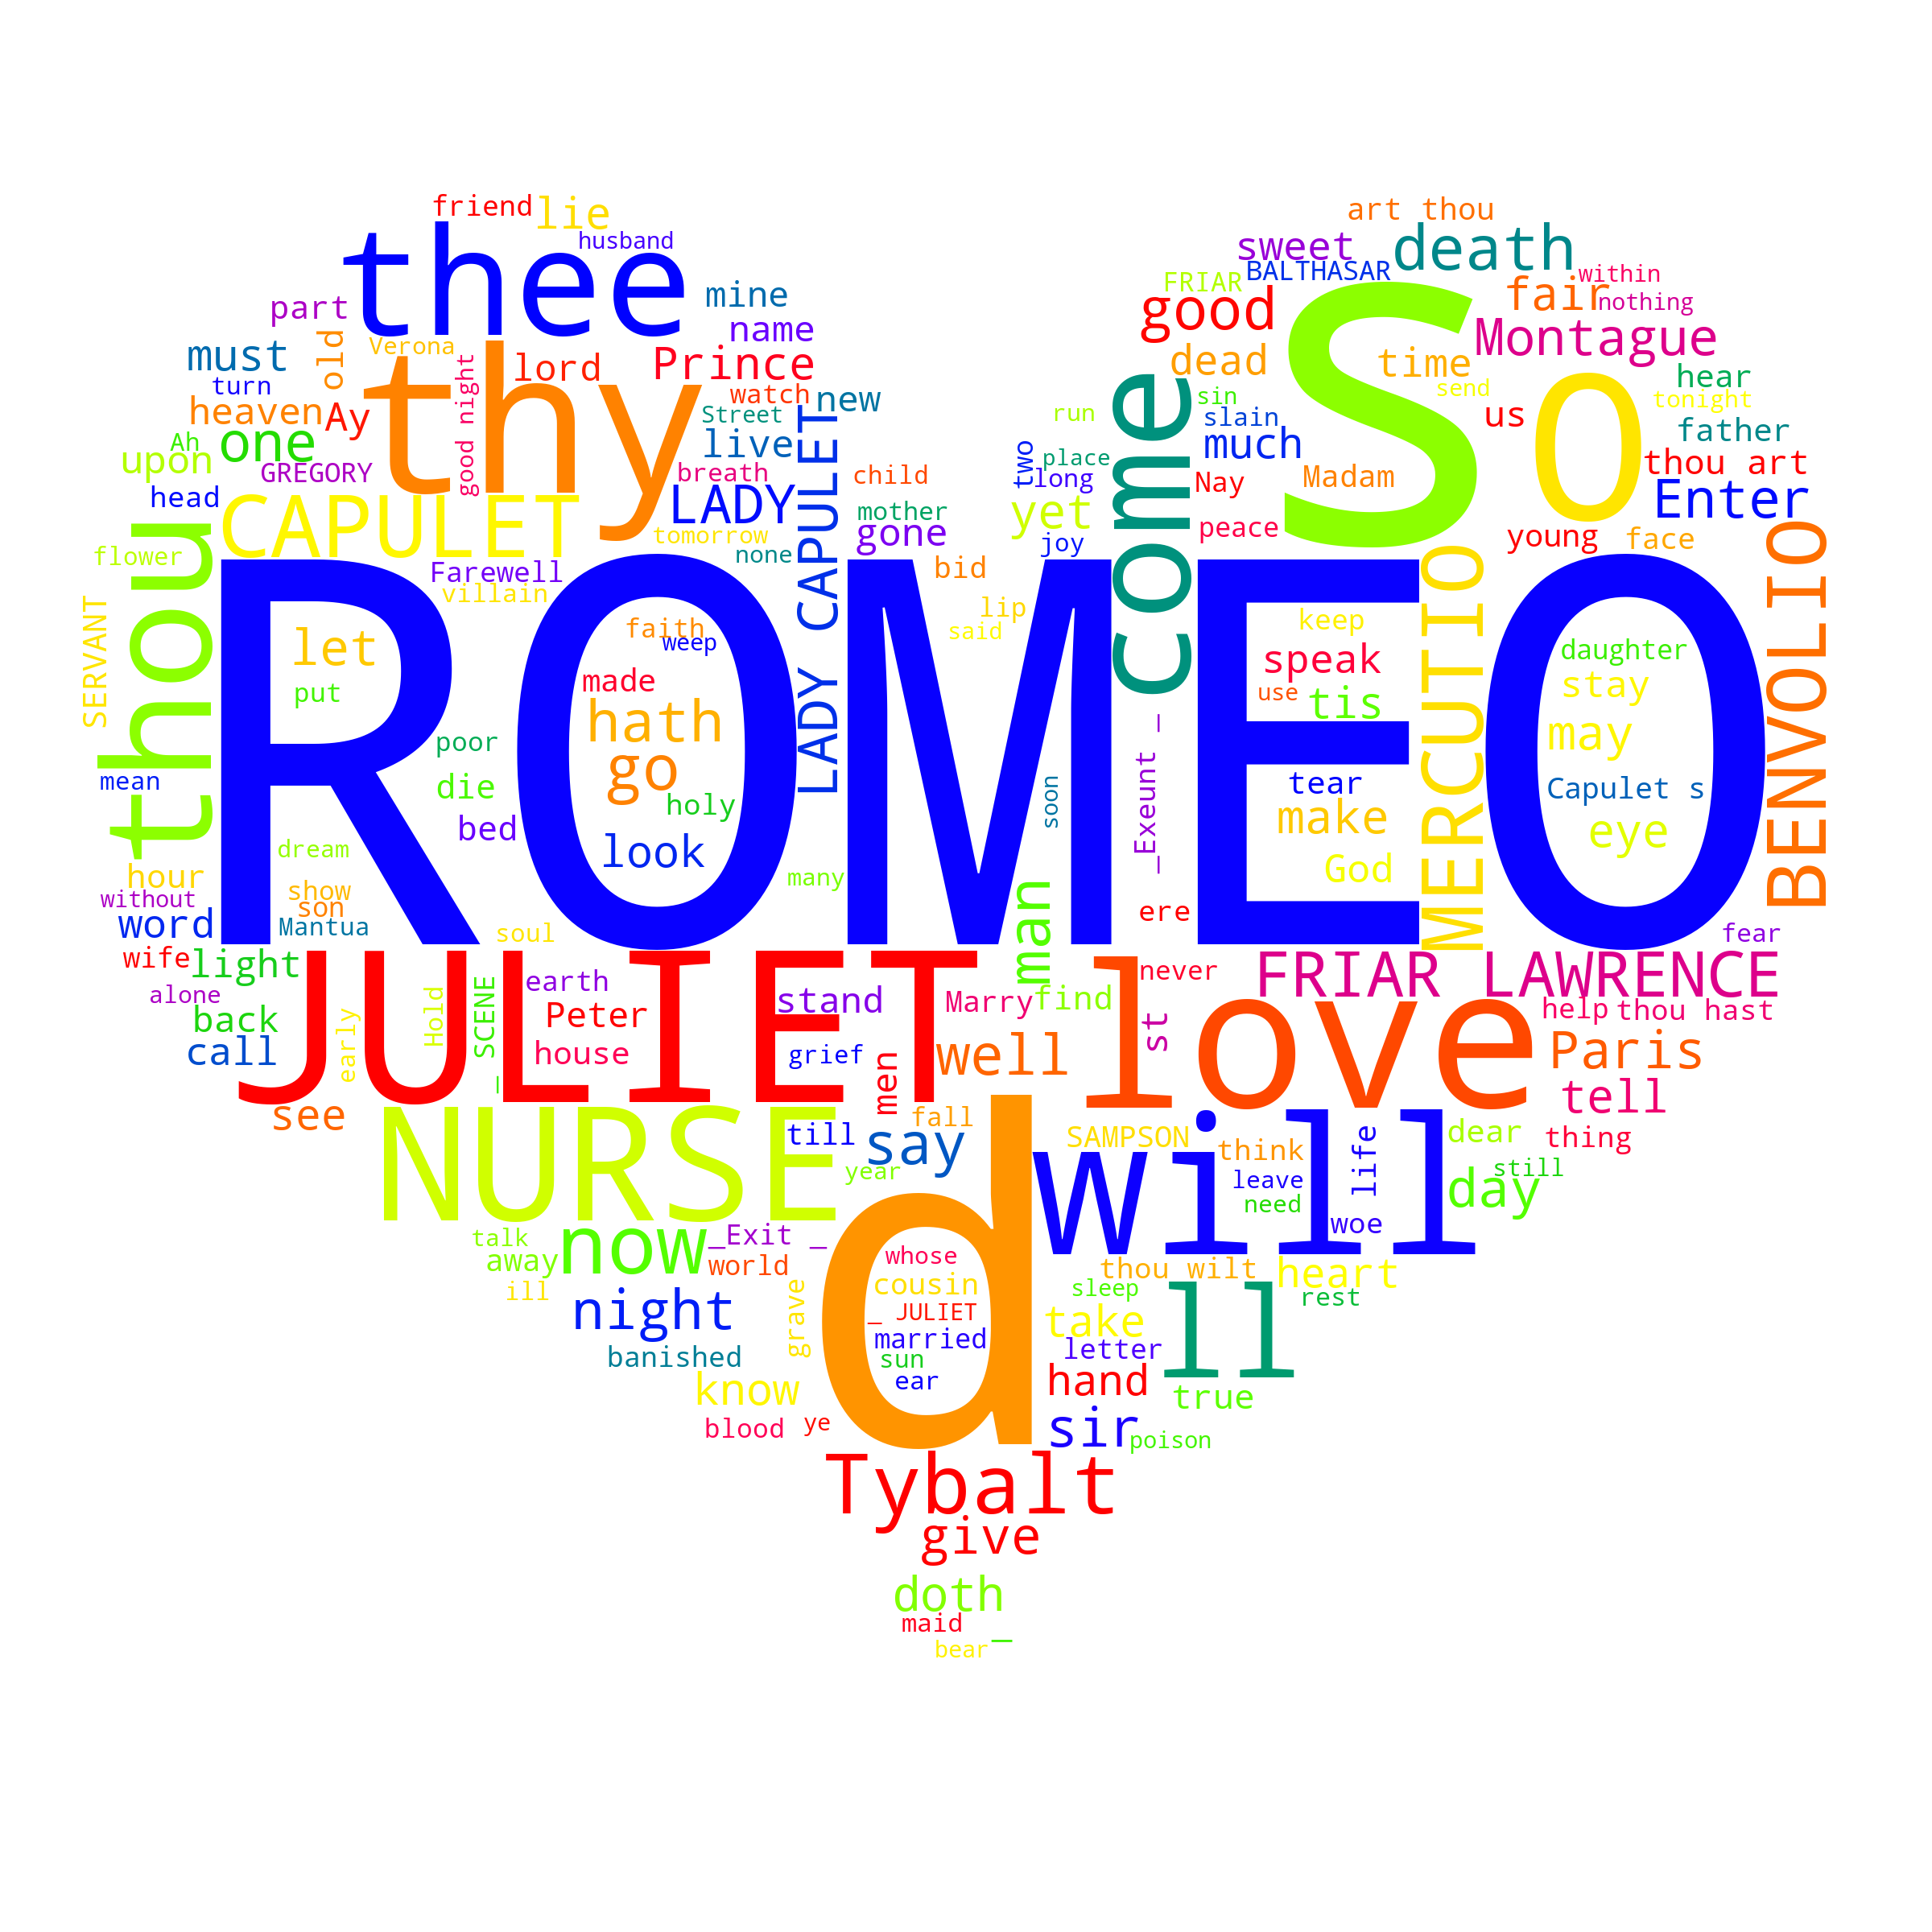 friend
lie
husband
thee
art thou
death
sweet
BALTHASAR
FRIAR
within
fair
nothing
part
mine
good
S
name
Montague
old
must
Verona
lord
Prince
dead
time
hear
turn
thy
good night
watch
new
come
sin
send
o
tonight
heaven
Ay
Street
run
slain
us
father
Ah
one
live
LADY CAPULET
two
place
much
thou art
upon
GREGORY
breath
child
long
Nay
Madam
Enter
head
LADY
mother
yet
peace
CAPULET
thou
tomorrow
gone
joy
young
face
BENVOLIO
flower
none
Farewell
bid
MERCUTIO
villain
SERVANT
ROMEO
lip
said
keep
let
faith
weep
speak
daughter
put
made
use
tis
stay
hath
may
poor
go
_Exeunt _
mean
die
holy
soon
tear
Capulet s
bed
make
look
eye
dream
hour
many
God
without
show
son
man
ere
word
Mantua
soul
fear
wife
light
JULIET
love
never
FRIAR LAWRENCE
alone
earth
stand
Marry
find
help
thou hast
back
early
Hold
_ SCENE
Peter
st
call
house
grief
men
well
Paris
see
tell
NURSE
till
fall
say
d
SAMPSON
will
think
life
dear
thing
year
leave
still
need
day
talk
now
_Exit _
woe
away
world
whose
thou wilt
heart
ill
grave
cousin
sleep
ll
rest
night
_ JULIET
take
banished
married
letter
sun
know
ear
hand
true
blood
ye
sir
poison
Tybalt
give
doth
maid
_
bear